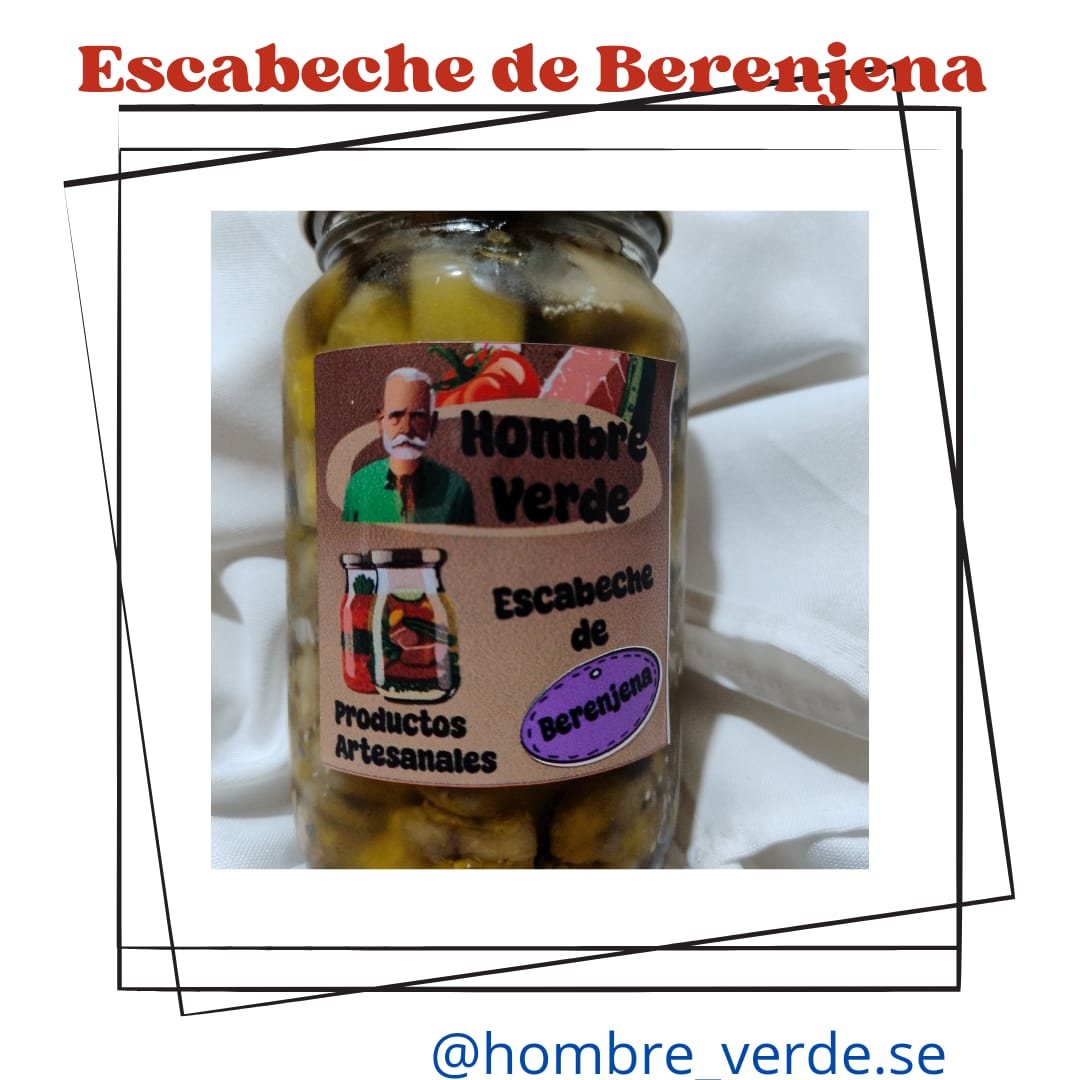 Escabeche de Berenjena
Hombre
Verde
Escabeche
de
Berenjena
Productos
Artesanales
@hombre_verde.se